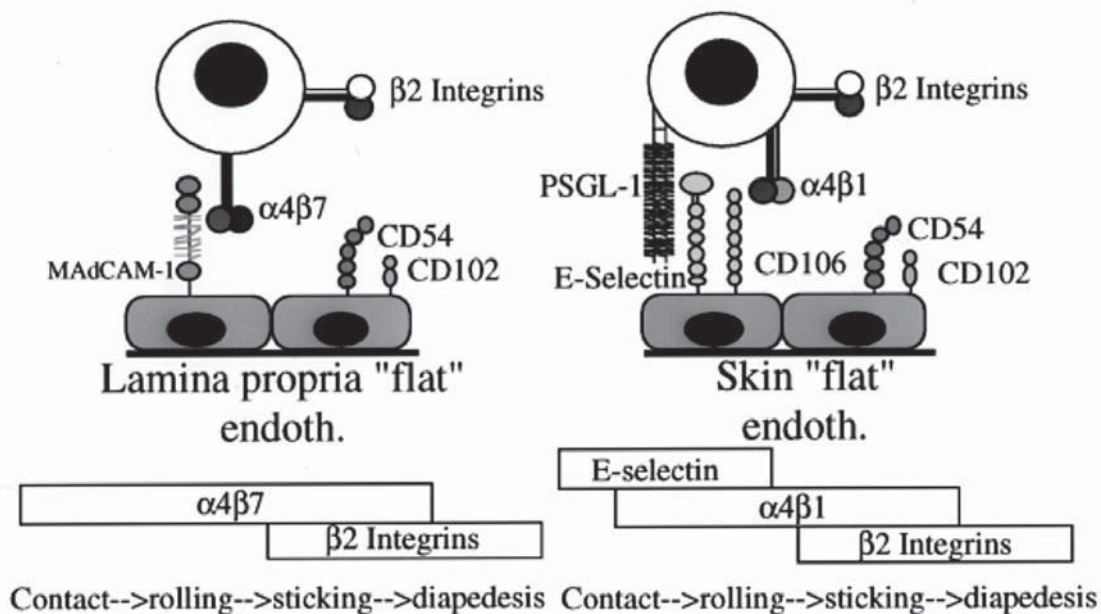 β2 Integrins
α4β7
MAdCAM-1
CD54
CD102
Lamina propria "flat"
endoth.
α4β7
β2 Integrins
Contact-->rolling-->sticking-->diapedesis
β2 Integrins
PSGL-1
α4β1
E-Selectin
CD106
CD54
CD102
Skin "flat"
endoth.
E-selectin
α4β1
β2 Integrins
Contact-->rolling-->sticking-->diapedesis